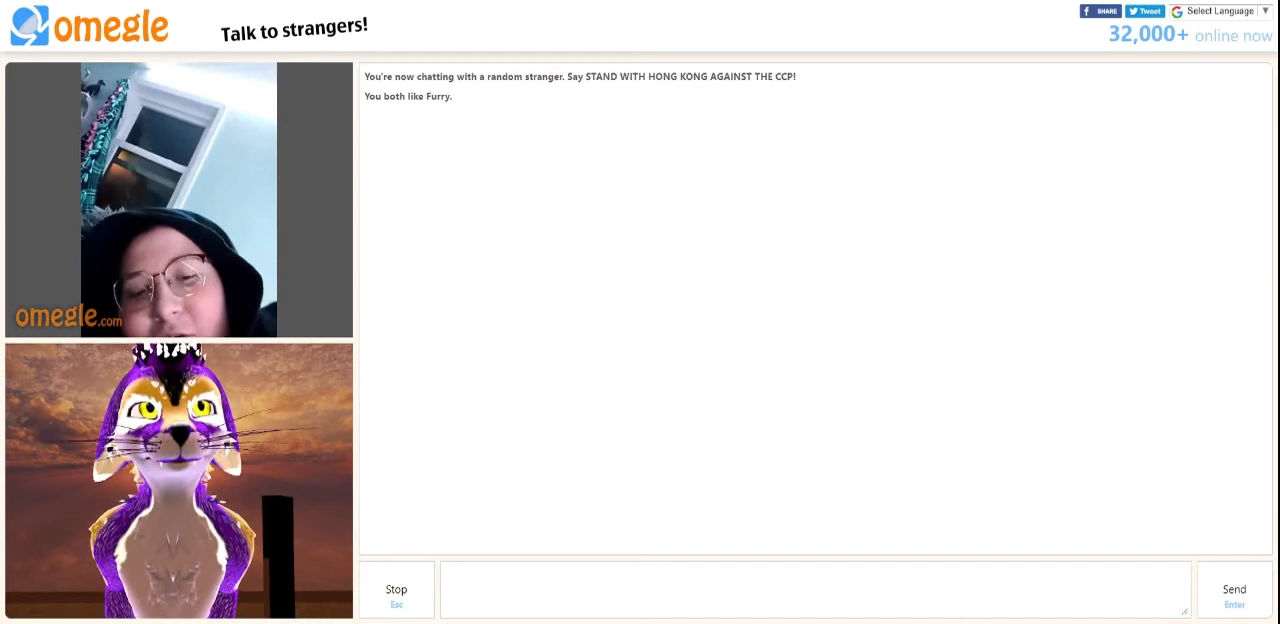 omegle
Talk to strangers!
SHARE
Tweet
Select Language ▼
32,000+ online now
You're now chatting with a random stranger. Say STAND WITH HONG KONG AGAINST THE CCP!
You both like Furry.
omegle.com
Stop
Esc
Send
Enter